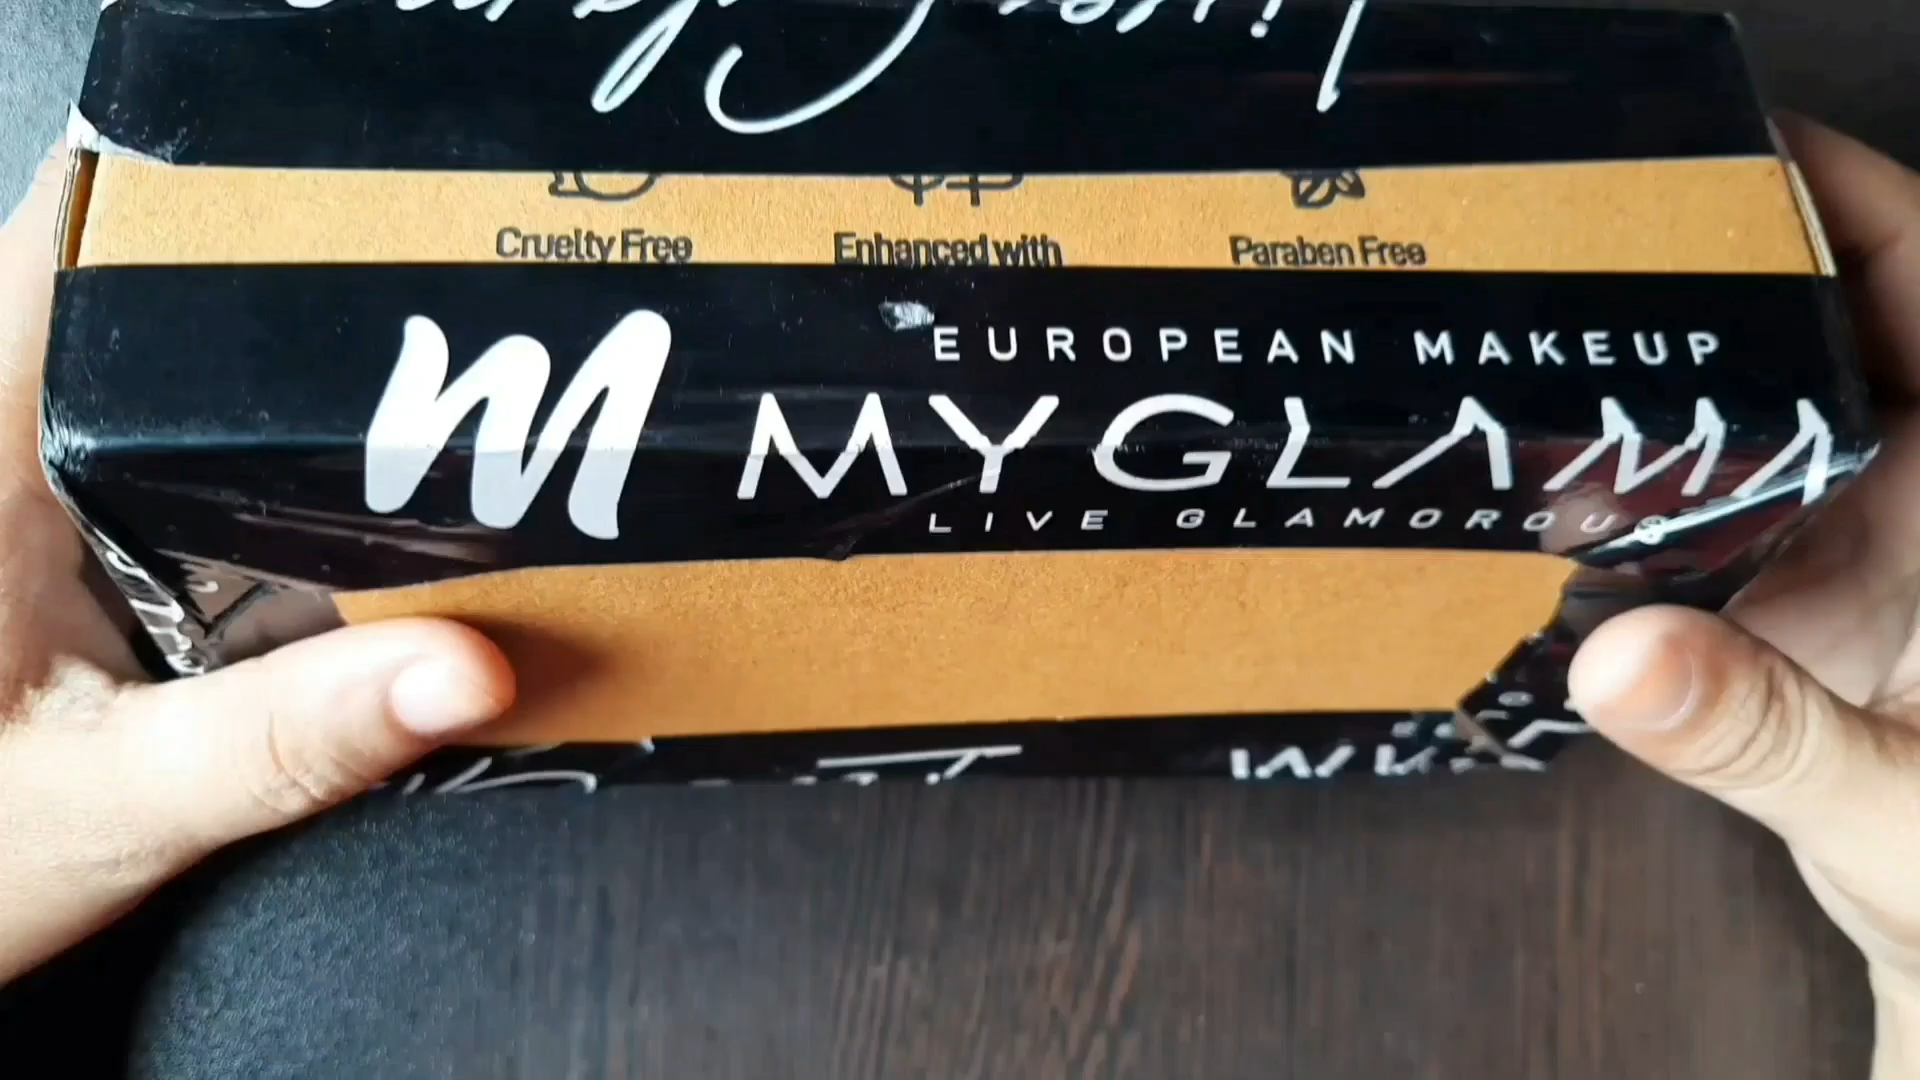 Cruelty Free
Enhanced with
Paraben Free
EUROPEAN MAKEUP
M MYGLAMM
LIVE GLAMOROUS